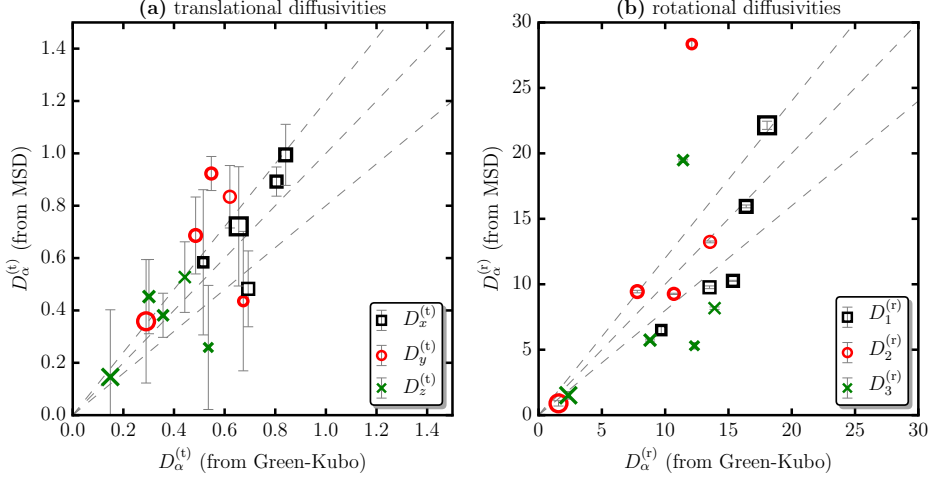 (a) translational diffusivities
1.4
1.2
1.0
0.8
0.6
0.4
0.2
0.0
0.0 0.2 0.4 0.6 0.8 1.0 1.2 1.4
D_α^(t) (from MSD)
D_α^(t) (from Green-Kubo)
D_x^(t)
D_y^(t)
D_z^(t)
(b) rotational diffusivities
30
25
20
15
10
5
0
0 5 10 15 20 25 30
D_α^(r) (from MSD)
D_α^(r) (from Green-Kubo)
D_1^(r)
D_2^(r)
D_3^(r)